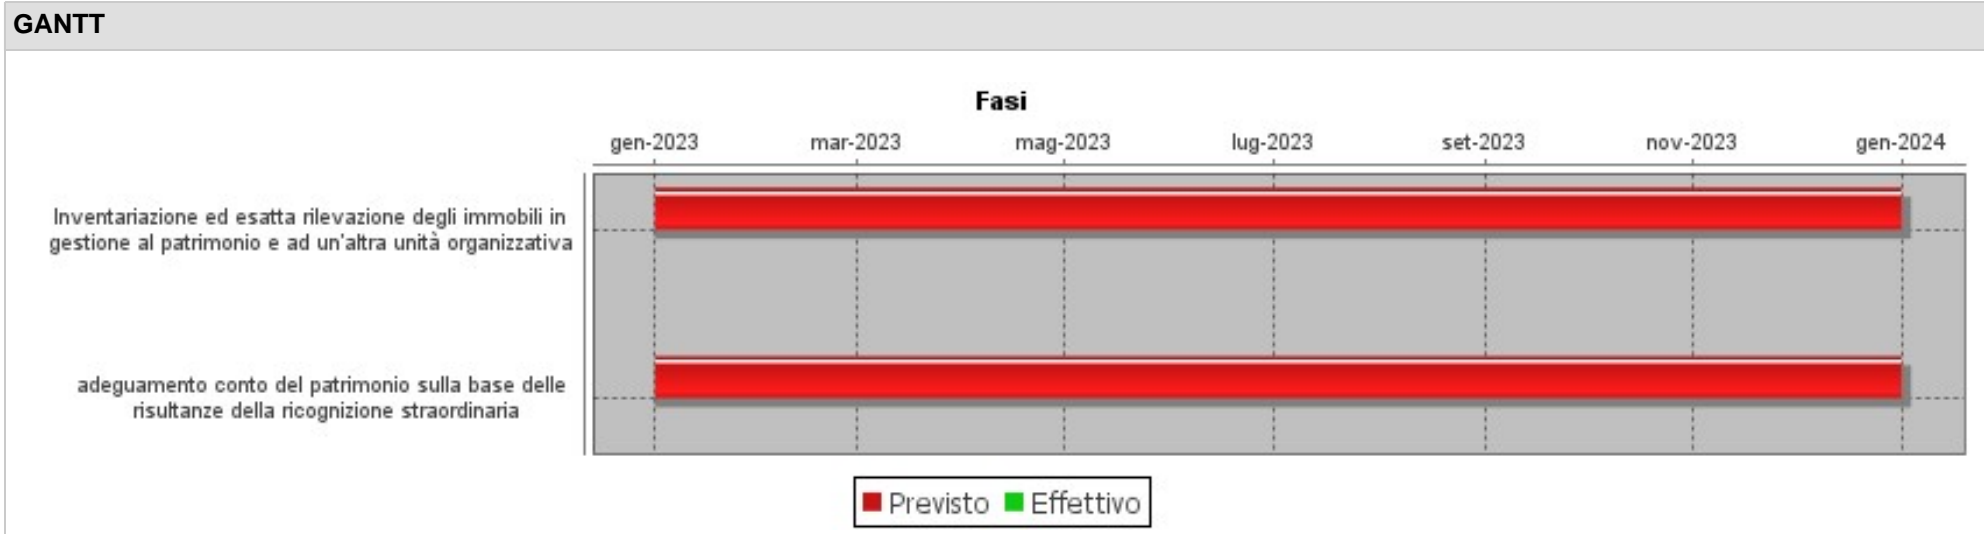 GANTT
Fasi
gen-2023 mar-2023 mag-2023 lug-2023 set-2023 nov-2023 gen-2024
Inventariazione ed esatta rilevazione degli immobili in
gestione al patrimonio e ad un'altra unità organizzativa
adeguamento conto del patrimonio sulla base delle
risultanze della ricognizione straordinaria
Previsto Effettivo